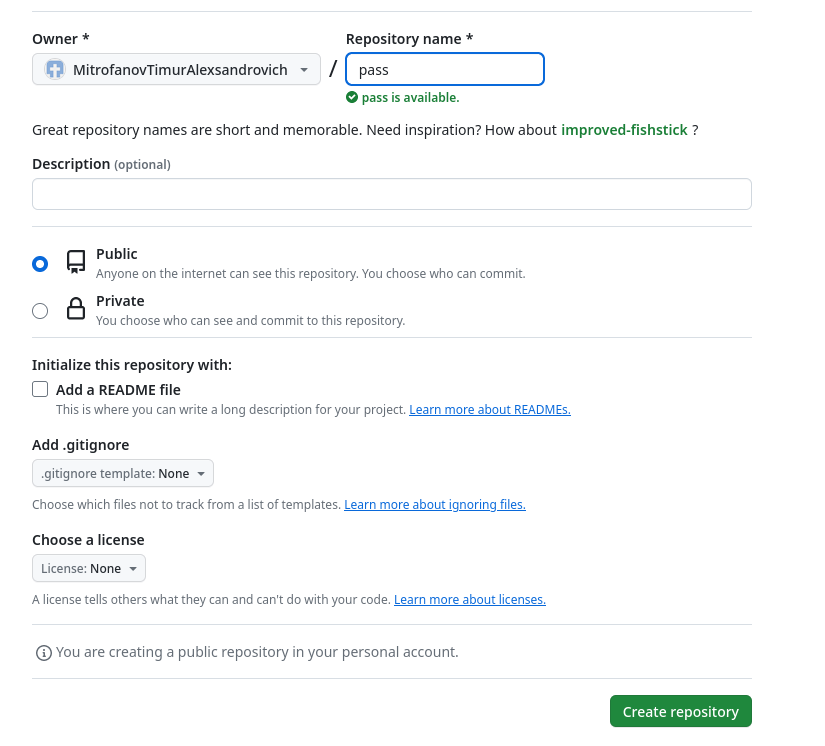 Owner *
Repository name *
MitrofanovTimurAlexsandrovich
/
pass
pass is available.
Great repository names are short and memorable. Need inspiration? How about improved-fishstick ?
Description (optional)
Public
Anyone on the internet can see this repository. You choose who can commit.
Private
You choose who can see and commit to this repository.
Initialize this repository with:
Add a README file
This is where you can write a long description for your project. Learn more about READMEs.
Add .gitignore
.gitignore template: None
Choose which files not to track from a list of templates. Learn more about ignoring files.
Choose a license
License: None
A license tells others what they can and can't do with your code. Learn more about licenses.
You are creating a public repository in your personal account.
Create repository